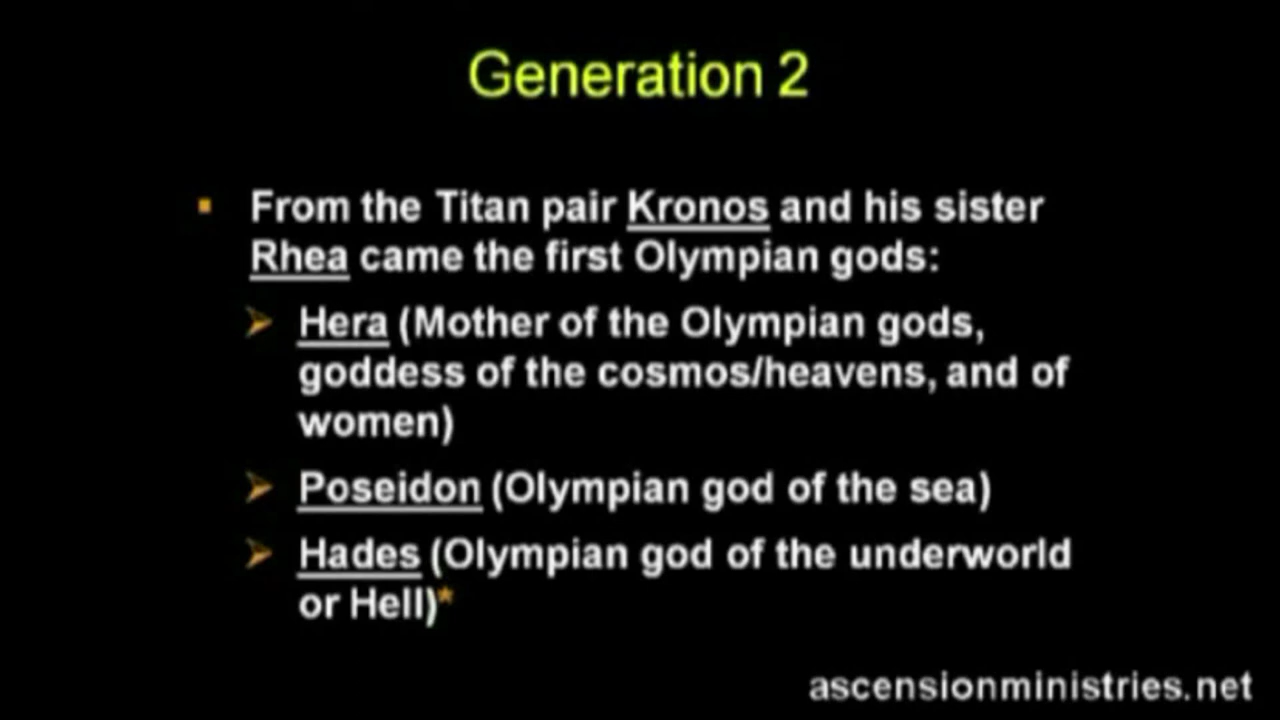 Generation 2
▪ From the Titan pair Kronos and his sister
Rhea came the first Olympian gods:
➢ Hera (Mother of the Olympian gods,
goddess of the cosmos/heavens, and of
women)
➢ Poseidon (Olympian god of the sea)
➢ Hades (Olympian god of the underworld
or Hell)*
ascensionministries.net